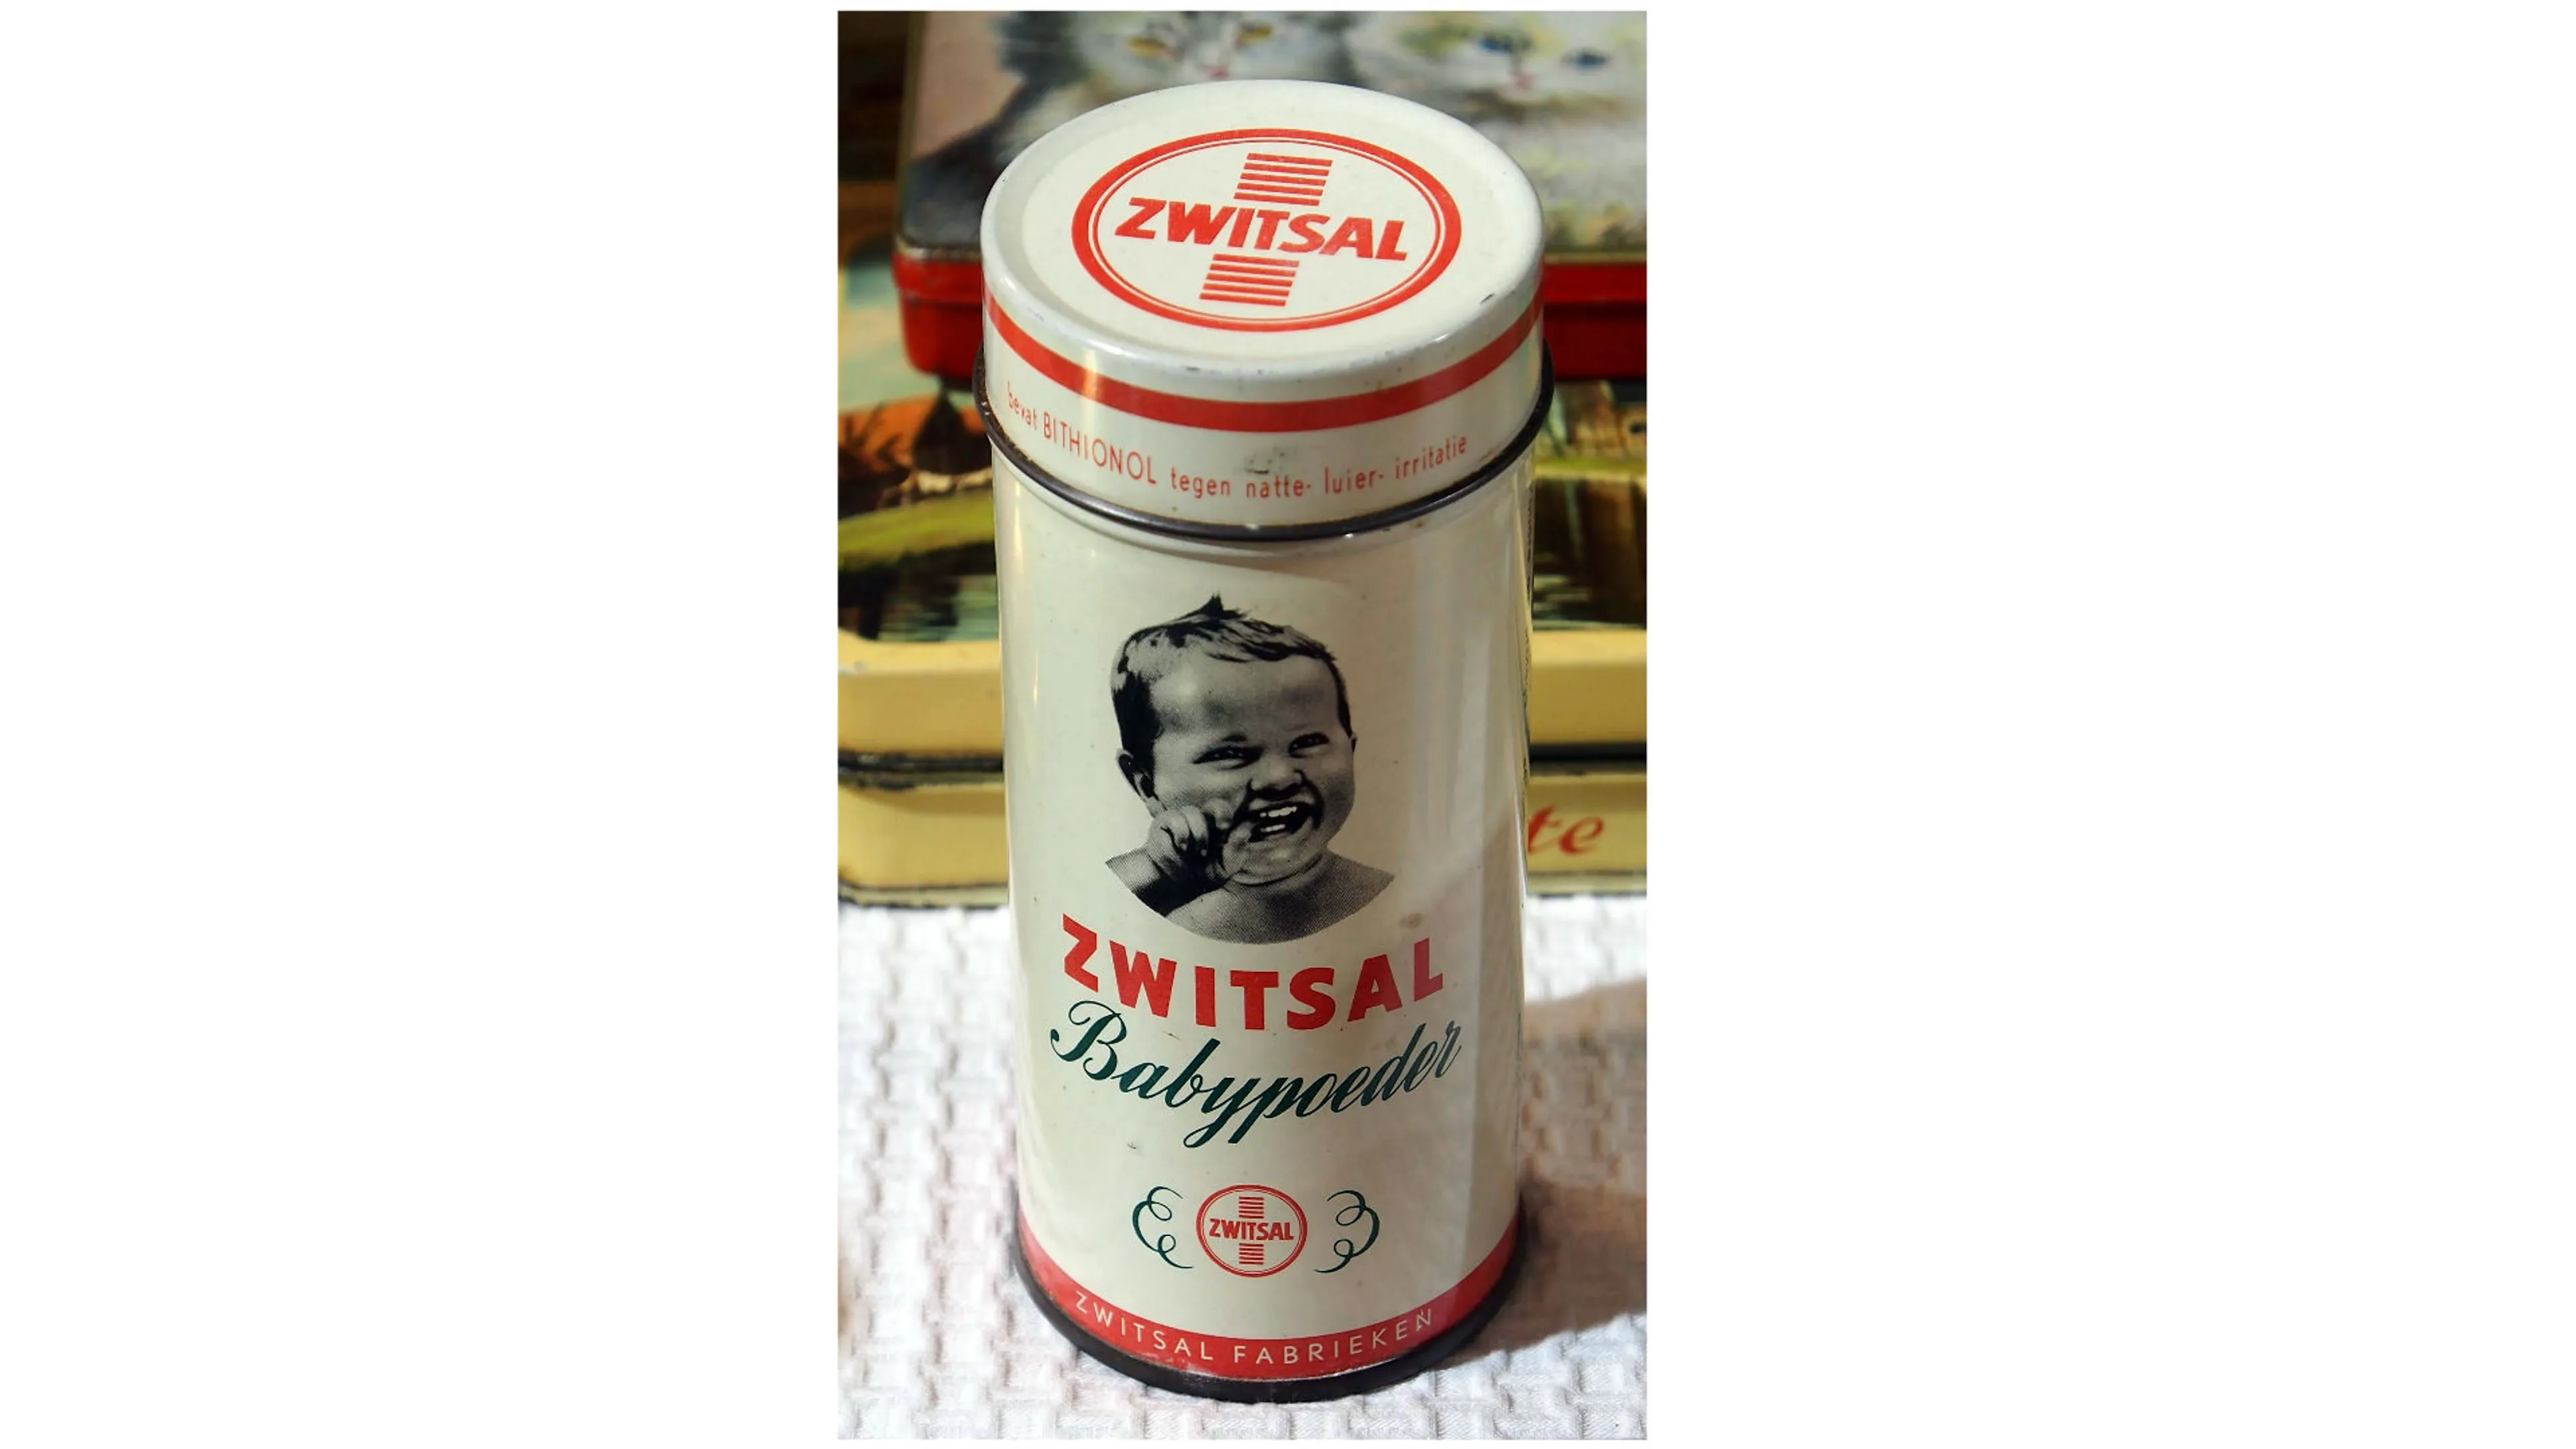 ZWITSAL
bevat BITHIONOL tegen natte- luier- irritatie
te
ZWITSAL
Babypoeder
ZWITSAL
ZWITSAL FABRIEKEN